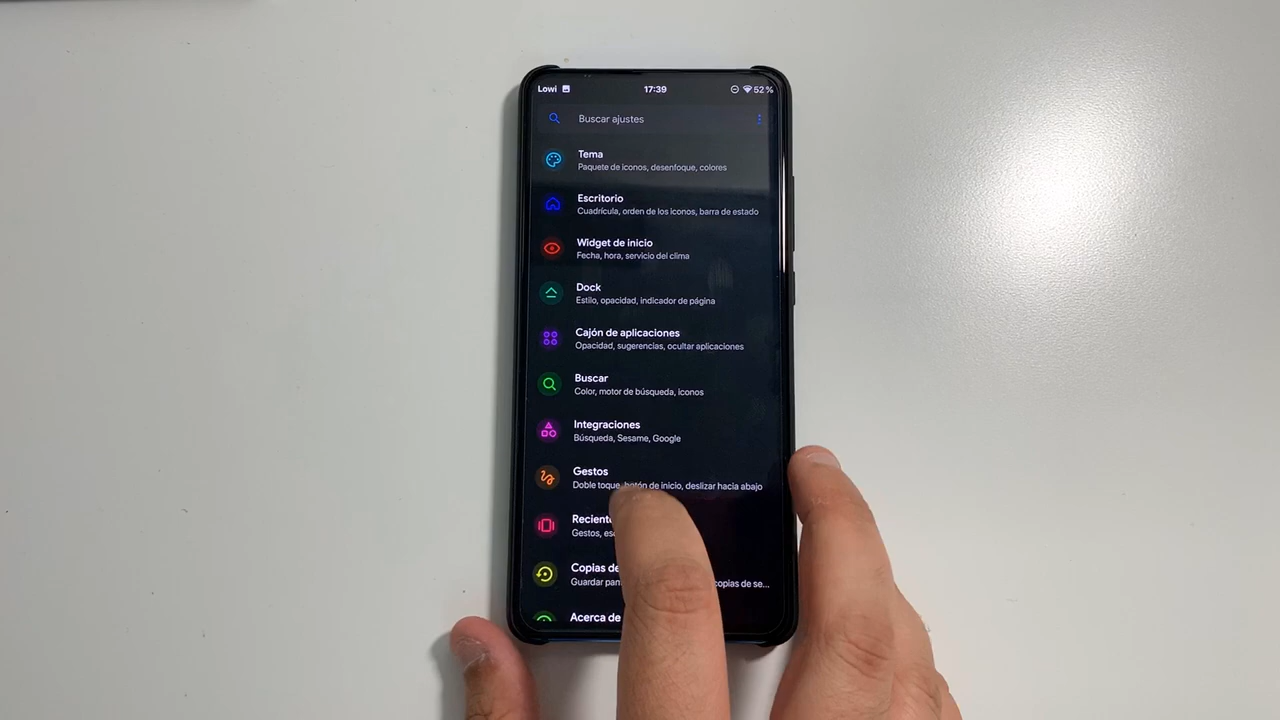 Lowi 17:39 52 %
Buscar ajustes
Tema
Paquete de iconos, desenfoque, colores
Escritorio
Cuadrícula, orden de los iconos, barra de estado
Widget de inicio
Fecha, hora, servicio del clima
Dock
Estilo, opacidad, indicador de página
Cajón de aplicaciones
Opacidad, sugerencias, ocultar aplicaciones
Buscar
Color, motor de búsqueda, iconos
Integraciones
Búsqueda, Sesame, Google
Gestos
Doble toque, botón de inicio, deslizar hacia abajo
Gestos,
Copias de
Guardar copias de se...
Acerca de